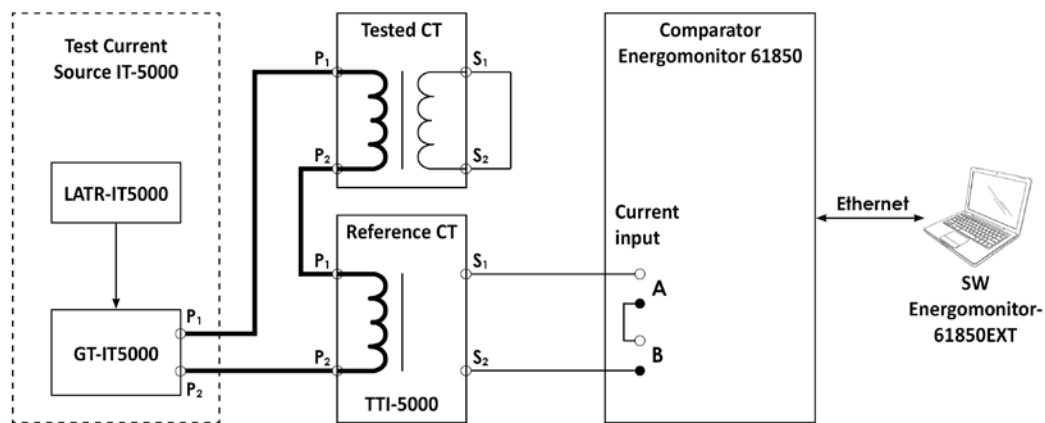 Test Current
Source IT-5000
LATR-IT5000
GT-IT5000
P₁
P₂
Tested CT
P₁
S₁
P₂
S₂
Reference CT
P₁
S₁
P₂
S₂
TTI-5000
Comparator
Energomonitor 61850
Current
input
A
B
Ethernet
SW
Energomonitor-
61850EXT